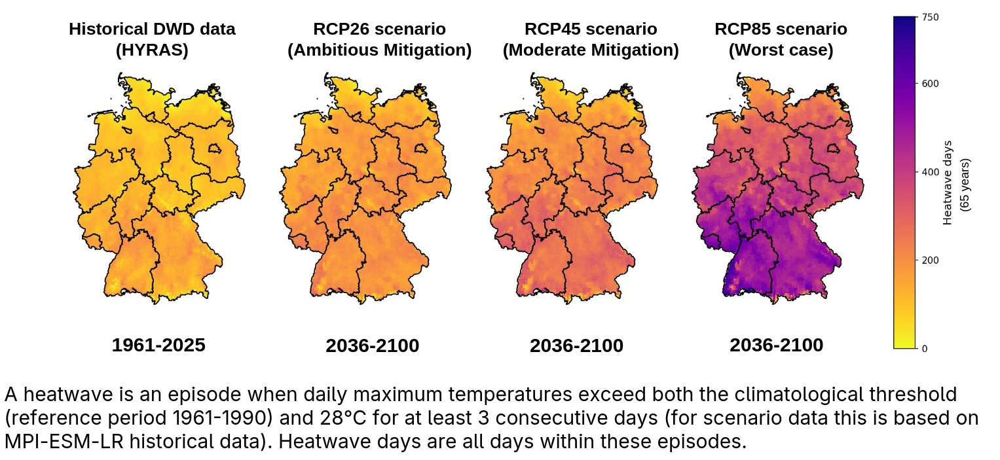 Historical DWD data
(HYRAS)
RCP26 scenario
(Ambitious Mitigation)
RCP45 scenario
(Moderate Mitigation)
RCP85 scenario
(Worst case)
750
600
400
200
0
Heatwave days
(65 years)
1961-2025
2036-2100
2036-2100
2036-2100
A heatwave is an episode when daily maximum temperatures exceed both the climatological threshold
(reference period 1961-1990) and 28°C for at least 3 consecutive days (for scenario data this is based on
MPI-ESM-LR historical data). Heatwave days are all days within these episodes.